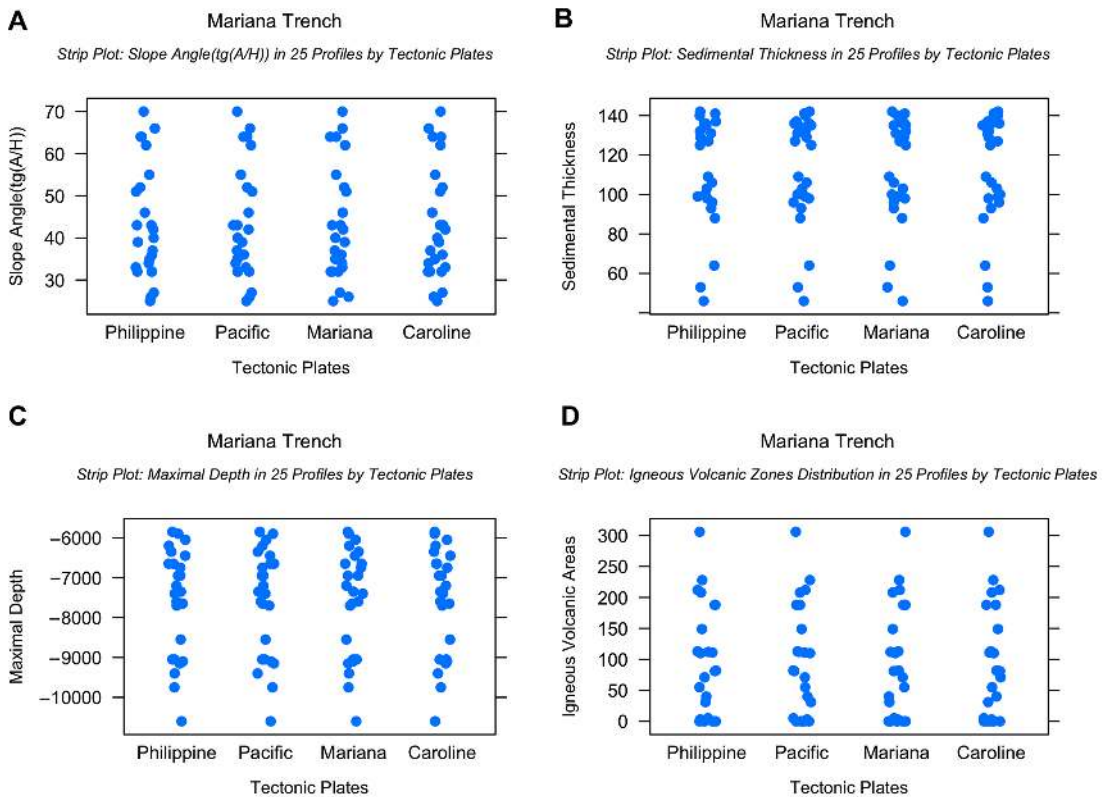 A
Mariana Trench
Strip Plot: Slope Angle(tg(A/H)) in 25 Profiles by Tectonic Plates
Slope Angle(tg(A/H))
70
60
50
40
30
Philippine Pacific Mariana Caroline
Tectonic Plates
B
Mariana Trench
Strip Plot: Sedimental Thickness in 25 Profiles by Tectonic Plates
Sedimental Thickness
140
120
100
80
60
Philippine Pacific Mariana Caroline
Tectonic Plates
C
Mariana Trench
Strip Plot: Maximal Depth in 25 Profiles by Tectonic Plates
Maximal Depth
−6000
−7000
−8000
−9000
−10000
Philippine Pacific Mariana Caroline
Tectonic Plates
D
Mariana Trench
Strip Plot: Igneous Volcanic Zones Distribution in 25 Profiles by Tectonic Plates
Igneous Volcanic Areas
300
250
200
150
100
50
0
Philippine Pacific Mariana Caroline
Tectonic Plates